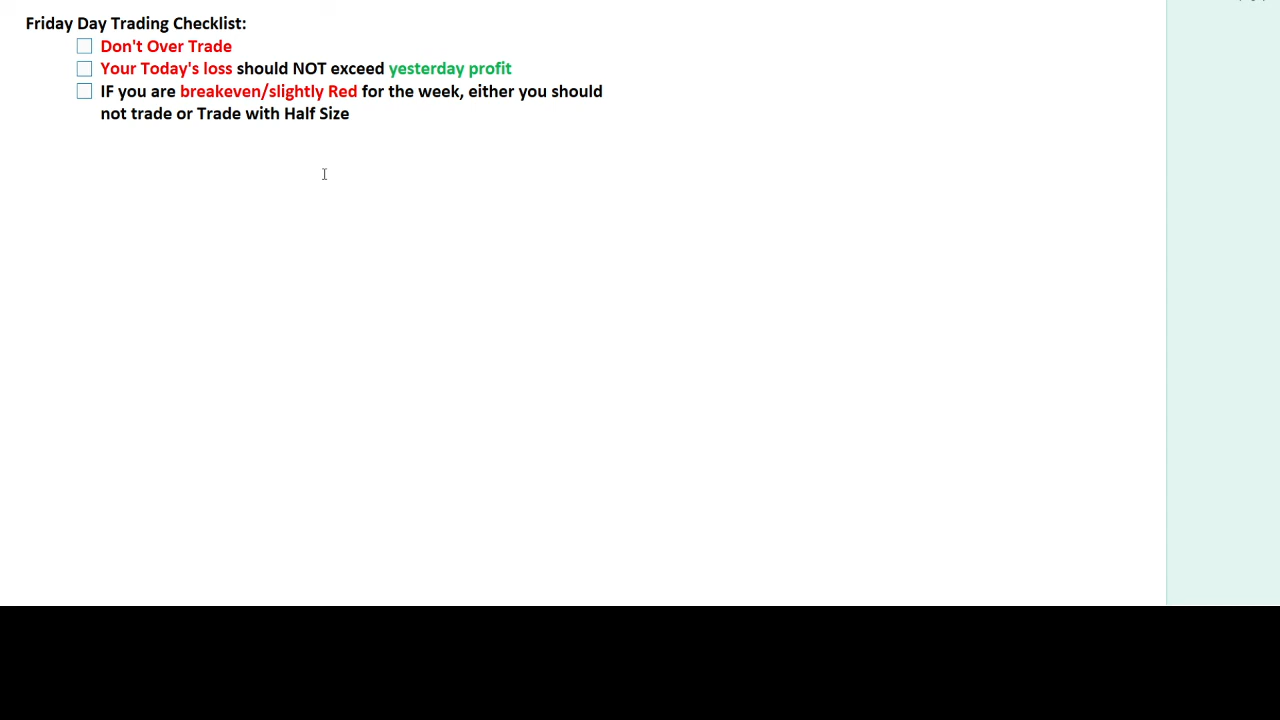 Friday Day Trading Checklist:
Don't Over Trade
Your Today's loss should NOT exceed yesterday profit
IF you are breakeven/slightly Red for the week, either you should
not trade or Trade with Half Size